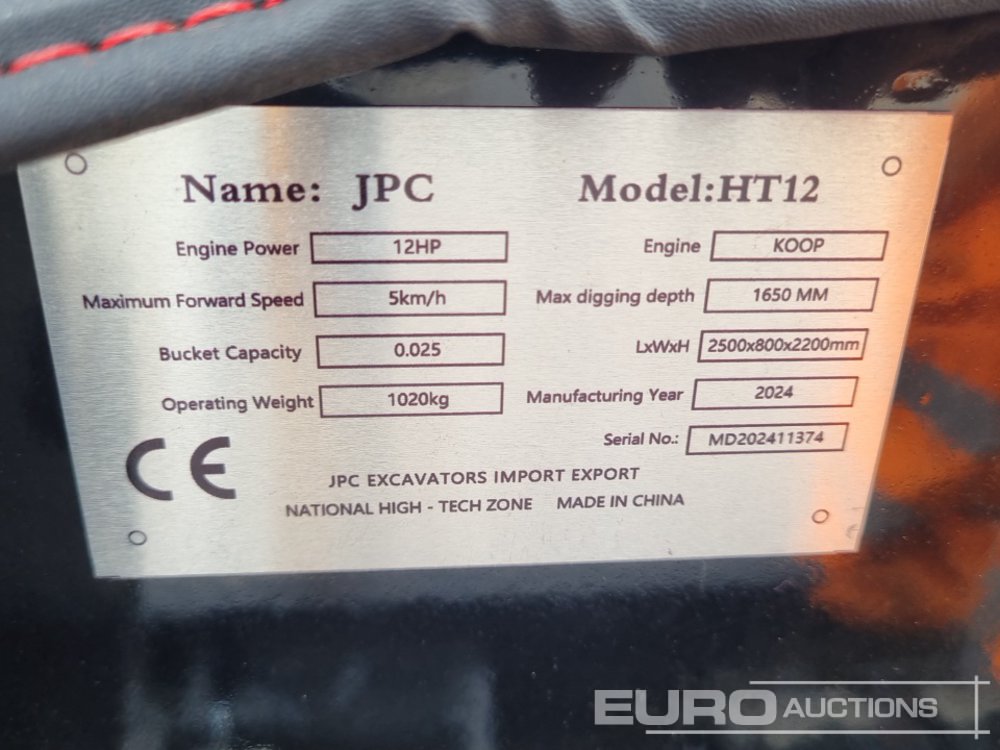 Name: JPC Model:HT12
Engine Power 12HP Engine KOOP
Maximum Forward Speed 5km/h Max digging depth 1650 MM
Bucket Capacity 0.025 LxWxH 2500x800x2200mm
Operating Weight 1020kg Manufacturing Year 2024
Serial No.: MD202411374
CE
JPC EXCAVATORS IMPORT EXPORT
NATIONAL HIGH - TECH ZONE MADE IN CHINA
EURO AUCTIONS